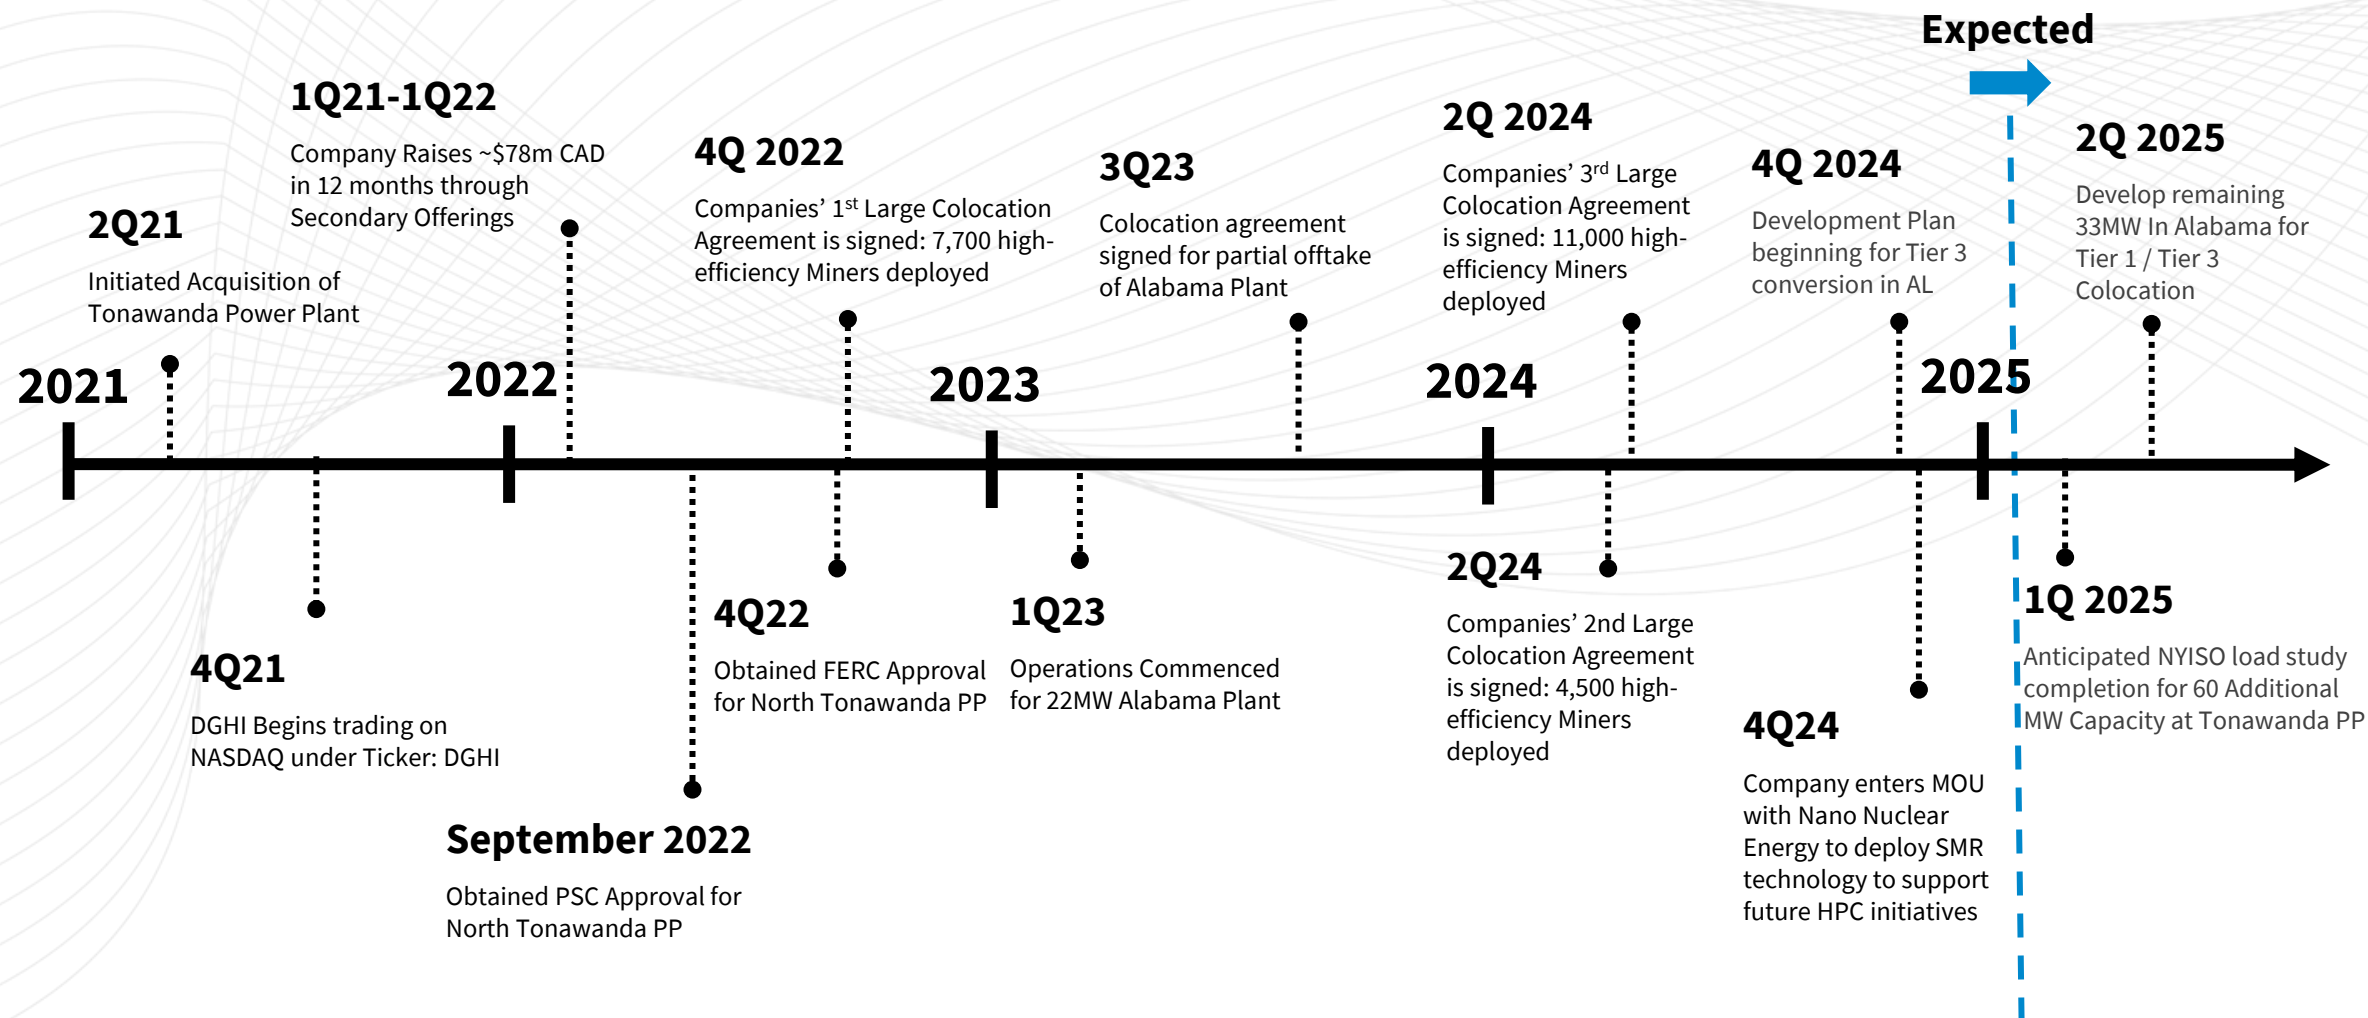 Expected
1Q21-1Q22
Company Raises ~$78m CAD
in 12 months through
Secondary Offerings
2Q21
Initiated Acquisition of
Tonawanda Power Plant
4Q 2022
Companies’ 1st Large Colocation
Agreement is signed: 7,700 high-
efficiency Miners deployed
3Q23
Colocation agreement
signed for partial offtake
of Alabama Plant
2Q 2024
Companies’ 3rd Large
Colocation Agreement
is signed: 11,000 high-
efficiency Miners
deployed
4Q 2024
Development Plan
beginning for Tier 3
conversion in AL
2Q 2025
Develop remaining
33MW In Alabama for
Tier 1 / Tier 3
Colocation
2021
2022
2023
2024
2025
4Q21
DGHI Begins trading on
NASDAQ under Ticker: DGHI
September 2022
Obtained PSC Approval for
North Tonawanda PP
4Q22
Obtained FERC Approval
for North Tonawanda PP
1Q23
Operations Commenced
for 22MW Alabama Plant
2Q24
Companies’ 2nd Large
Colocation Agreement
is signed: 4,500 high-
efficiency Miners
deployed
4Q24
Company enters MOU
with Nano Nuclear
Energy to deploy SMR
technology to support
future HPC initiatives
1Q 2025
Anticipated NYISO load study
completion for 60 Additional
MW Capacity at Tonawanda PP